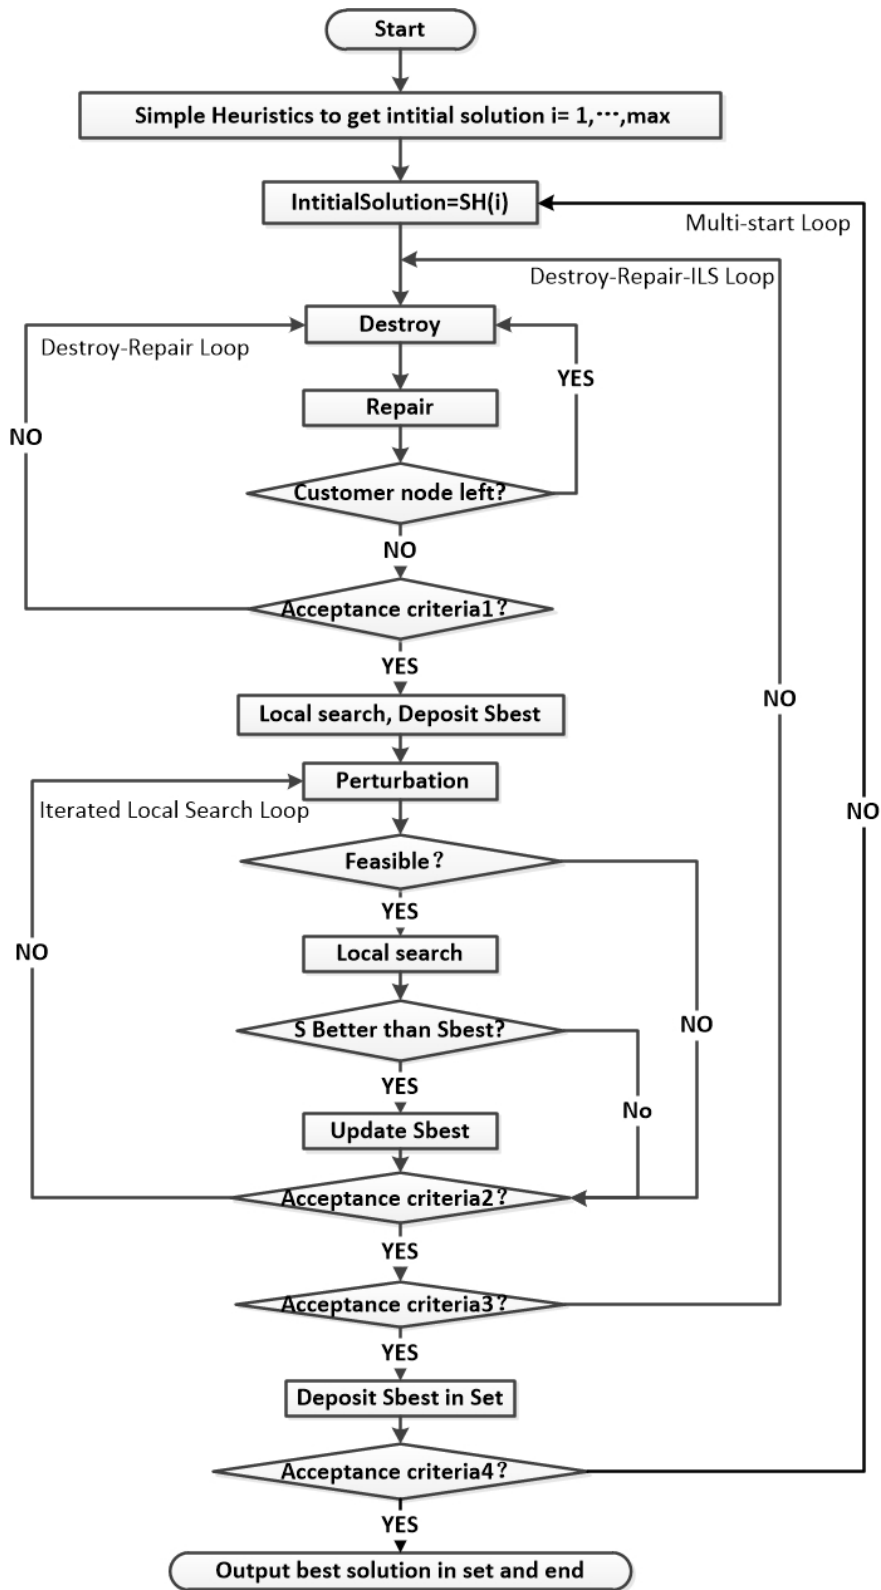 Start
Simple Heuristics to get intitial solution i= 1,⋯,max
IntitialSolution=SH(i)
Multi-start Loop
Destroy-Repair-ILS Loop
Destroy
Destroy-Repair Loop
YES
Repair
NO
Customer node left?
NO
Acceptance criteria1?
YES
NO
Local search, Deposit Sbest
Perturbation
Iterated Local Search Loop
NO
Feasible?
YES
Local search
NO
NO
S Better than Sbest?
YES
No
Update Sbest
Acceptance criteria2?
YES
Acceptance criteria3?
YES
Deposit Sbest in Set
Acceptance criteria4?
YES
Output best solution in set and end